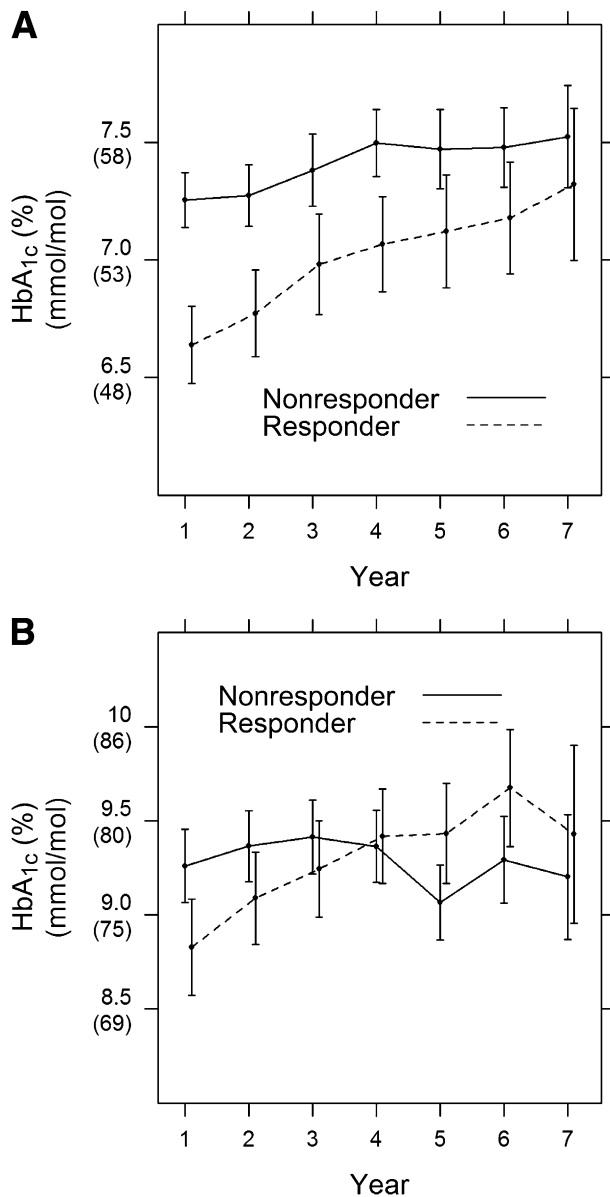 A
7.5
(58)
7.0
(53)
6.5
(48)
HbA1c (%)
(mmol/mol)
Nonresponder
Responder
1 2 3 4 5 6 7
Year
B
Nonresponder
Responder
10
(86)
9.5
(80)
9.0
(75)
8.5
(69)
HbA1c (%)
(mmol/mol)
1 2 3 4 5 6 7
Year